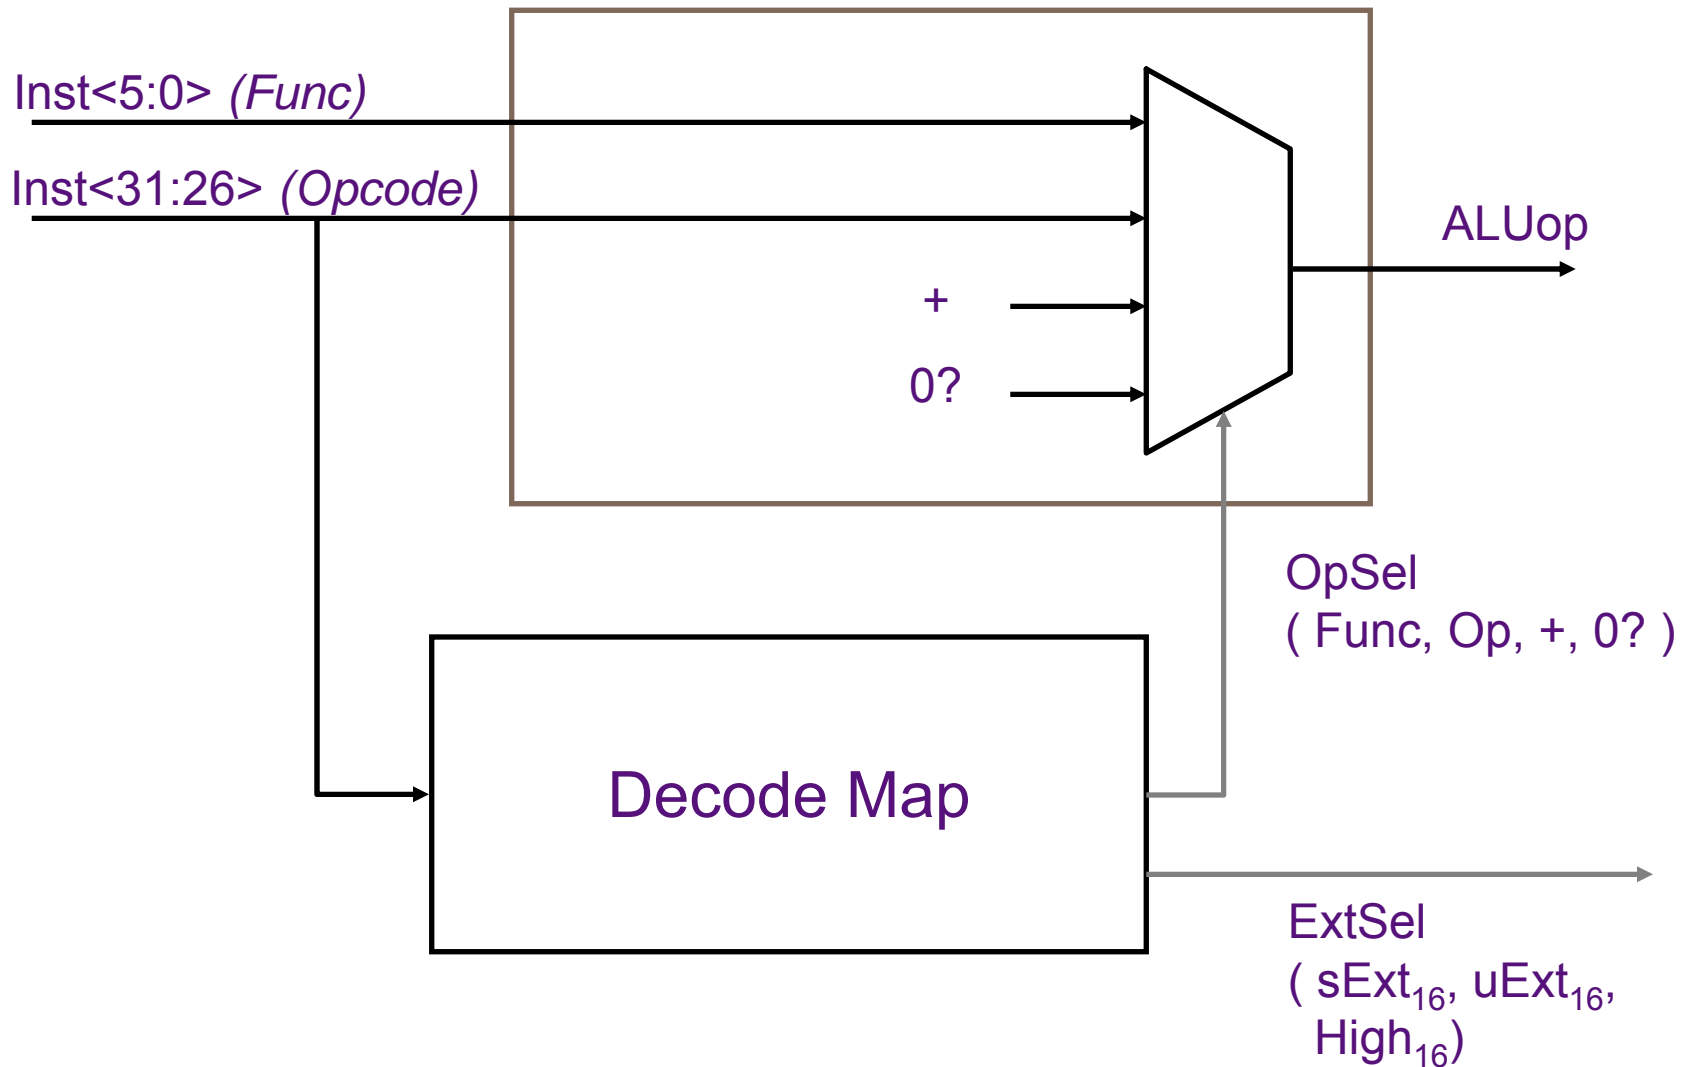 Inst<5:0> (Func)
Inst<31:26> (Opcode)
ALUop
+
0?
OpSel
( Func, Op, +, 0? )
Decode Map
ExtSel
( sExt16, uExt16,
High16)